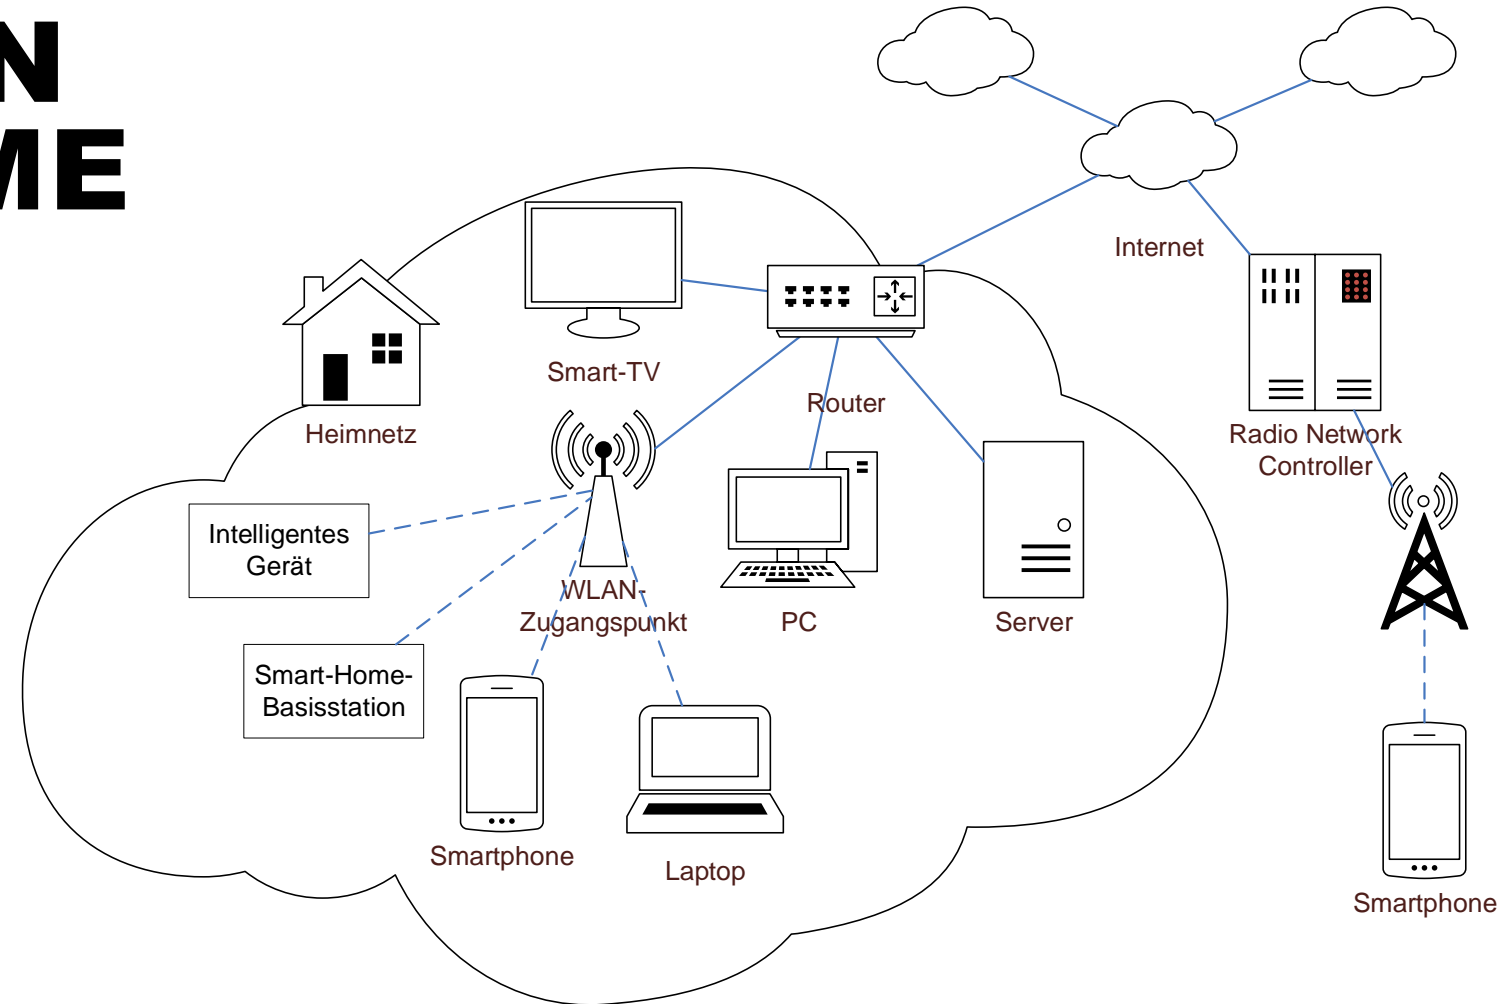 N
ME
Internet
Smart-TV
Router
Heimnetz
Radio Network
Controller
Intelligentes
Gerät
WLAN-
Zugangspunkt
PC
Server
Smart-Home-
Basisstation
Smartphone
Laptop
Smartphone